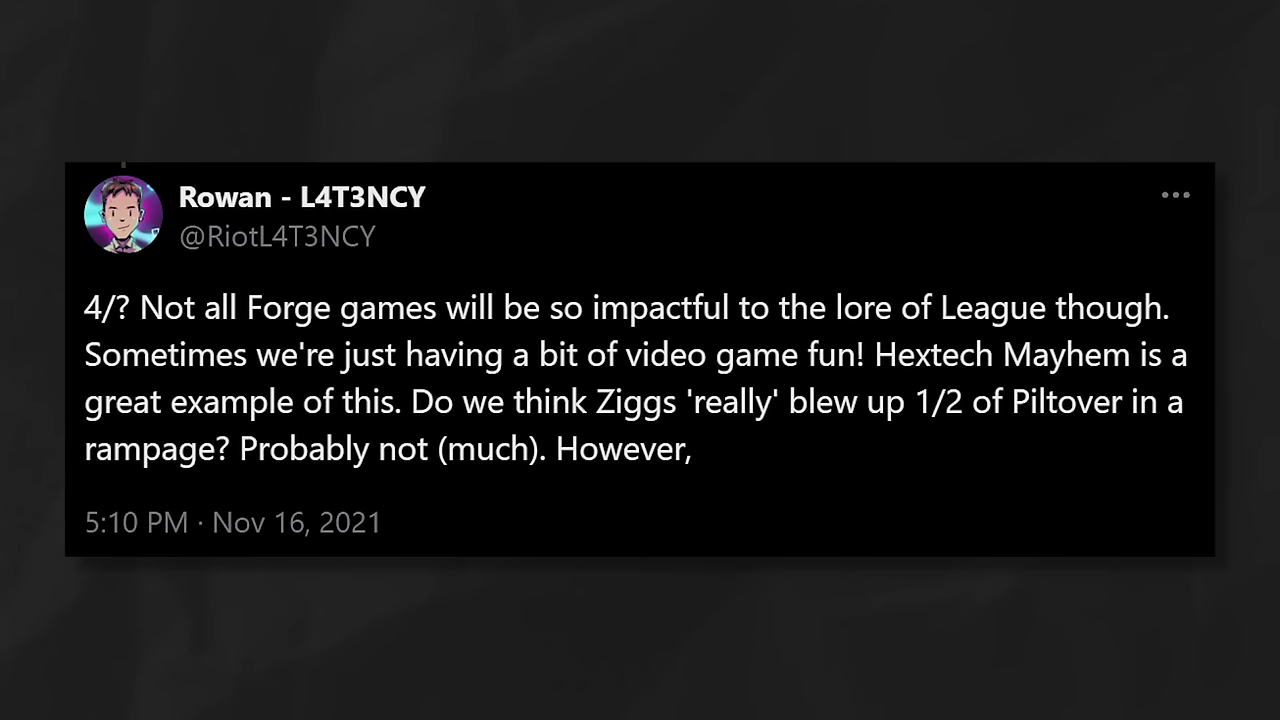 Rowan - L4T3NCY
@RiotL4T3NCY
4/? Not all Forge games will be so impactful to the lore of League though.
Sometimes we're just having a bit of video game fun! Hextech Mayhem is a
great example of this. Do we think Ziggs 'really' blew up 1/2 of Piltover in a
rampage? Probably not (much). However,
5:10 PM · Nov 16, 2021